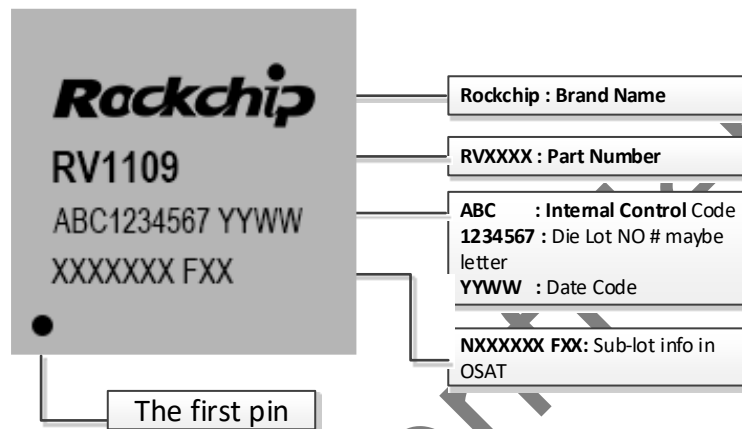 Rockchip
RV1109
ABC1234567 YYWW
XXXXXXX FXX
The first pin
Rockchip : Brand Name
RVXXXX : Part Number
ABC : Internal Control Code
1234567 : Die Lot NO # maybe
letter
YYWW : Date Code
NXXXXXX FXX: Sub-lot info in
OSAT